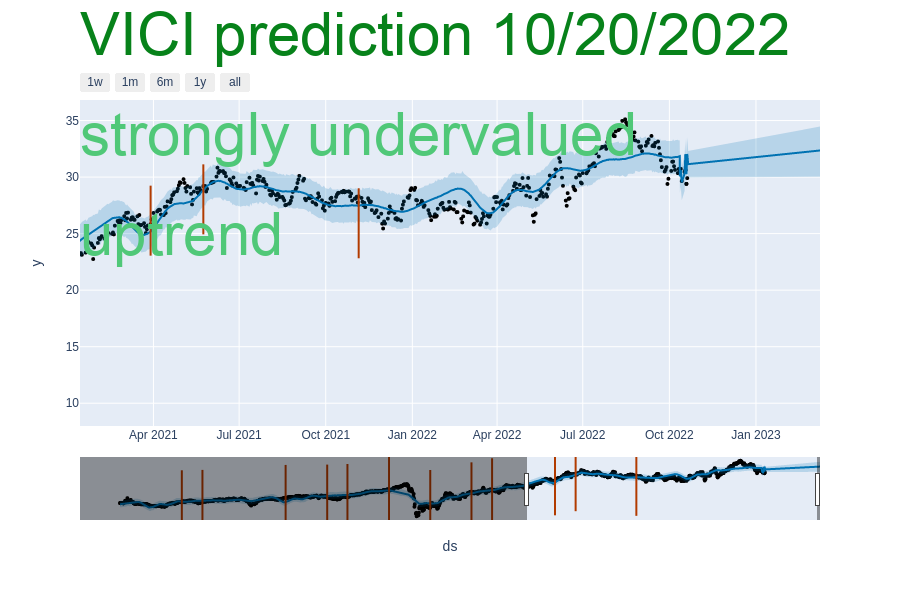 VICI prediction 10/20/2022
1w 1m 6m 1y all
strongly undervalued
uptrend
y
35
30
25
20
15
10
Apr 2021 Jul 2021 Oct 2021 Jan 2022 Apr 2022 Jul 2022 Oct 2022 Jan 2023
ds